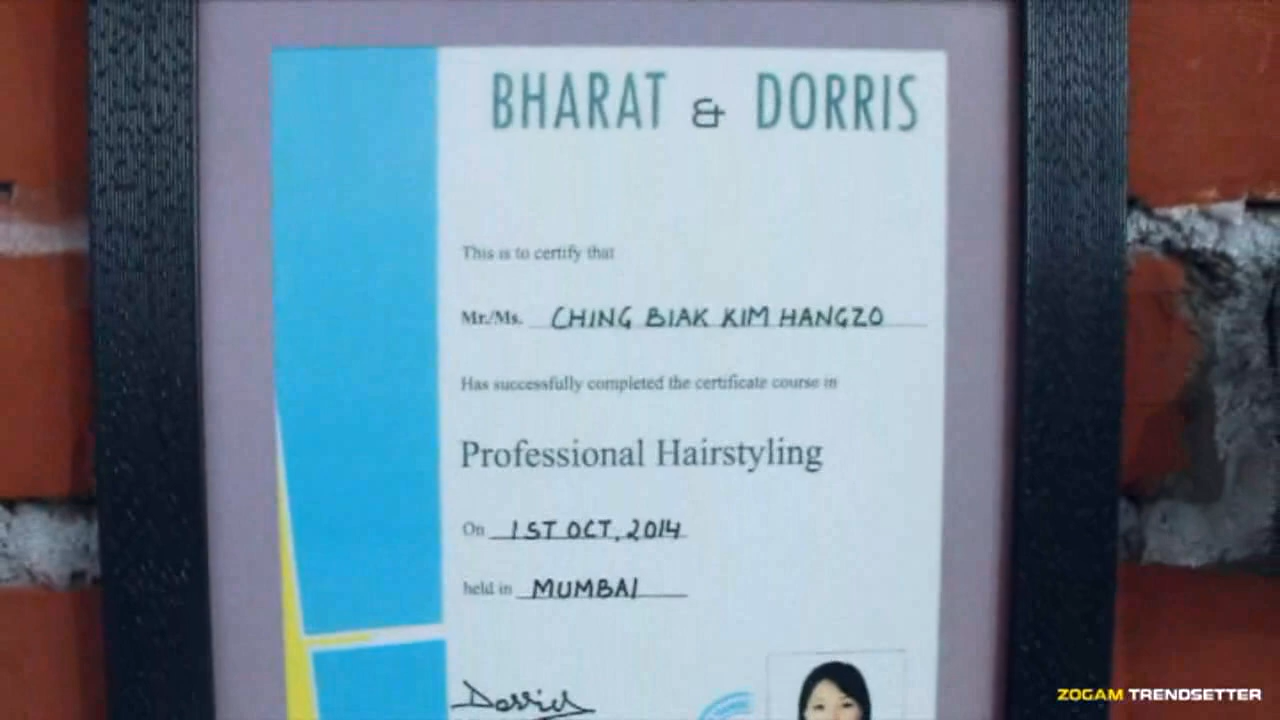 BHARAT & DORRIS
This is to certify that
Mr./Ms. CHING BIAK KIM HANGZO
Has successfully completed the certificate course in
Professional Hairstyling
On 1ST OCT, 2014
held in MUMBAI
Dorris
ZOGAM TRENDSETTER